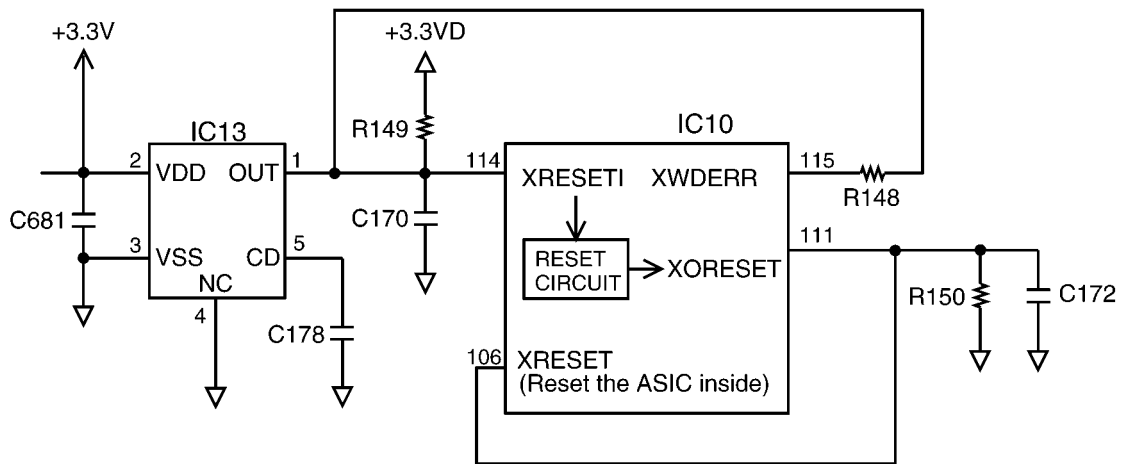 +3.3V
+3.3VD
R149
IC13
IC10
2
VDD
OUT
1
114
XRESETI
XWDERR
115
R148
C681
C170
3
VSS
CD
5
NC
4
C178
RESET
CIRCUIT
XORESET
111
R150
C172
106
XRESET
(Reset the ASIC inside)